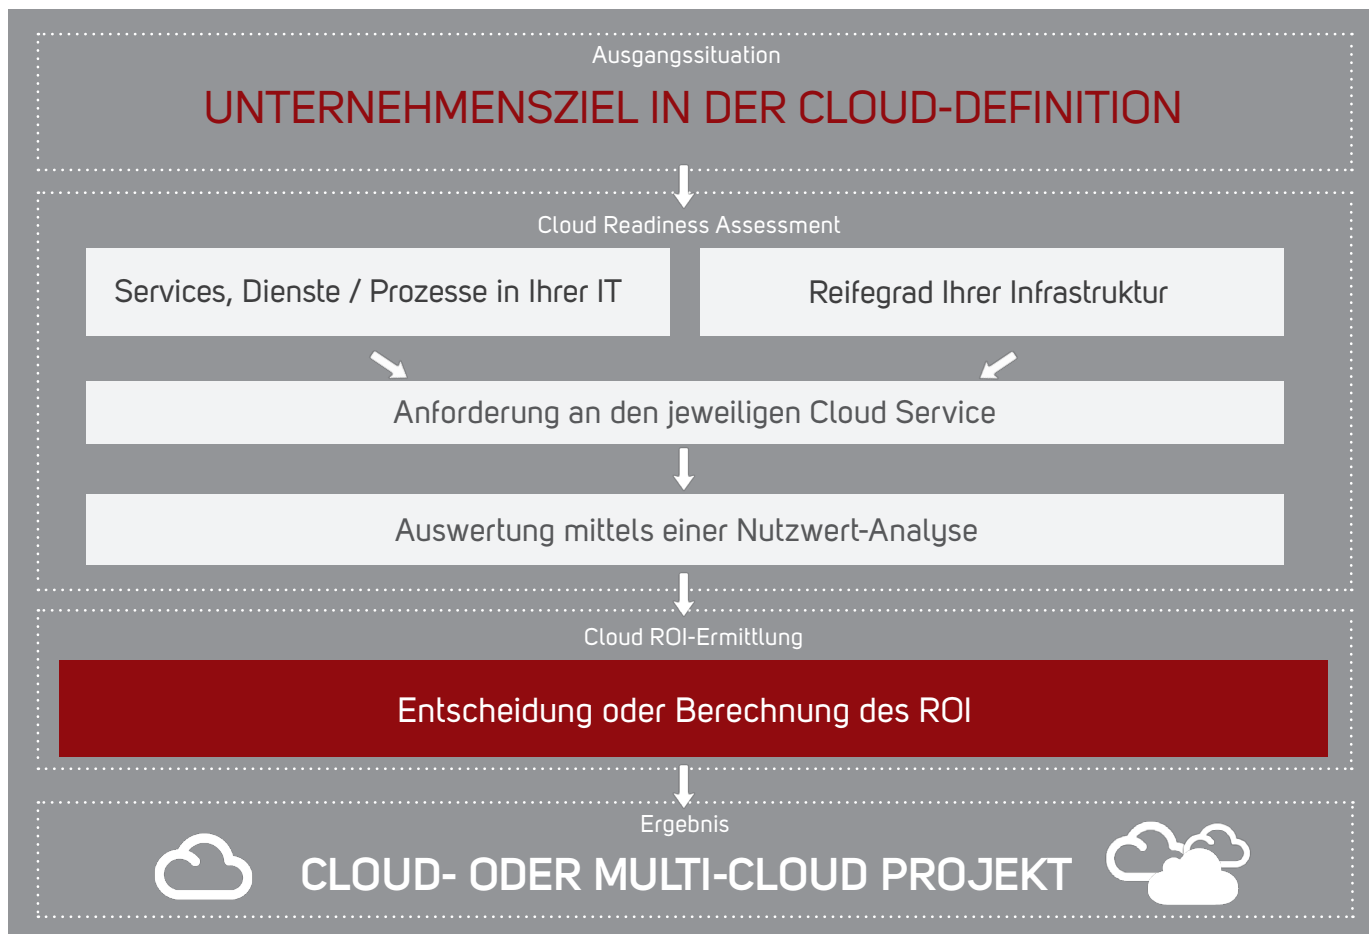 Ausgangssituation
UNTERNEHMENSZIEL IN DER CLOUD-DEFINITION
Cloud Readiness Assessment
Services, Dienste / Prozesse in Ihrer IT
Reifegrad Ihrer Infrastruktur
Anforderung an den jeweiligen Cloud Service
Auswertung mittels einer Nutzwert-Analyse
Cloud ROI-Ermittlung
Entscheidung oder Berechnung des ROI
Ergebnis
CLOUD- ODER MULTI-CLOUD PROJEKT